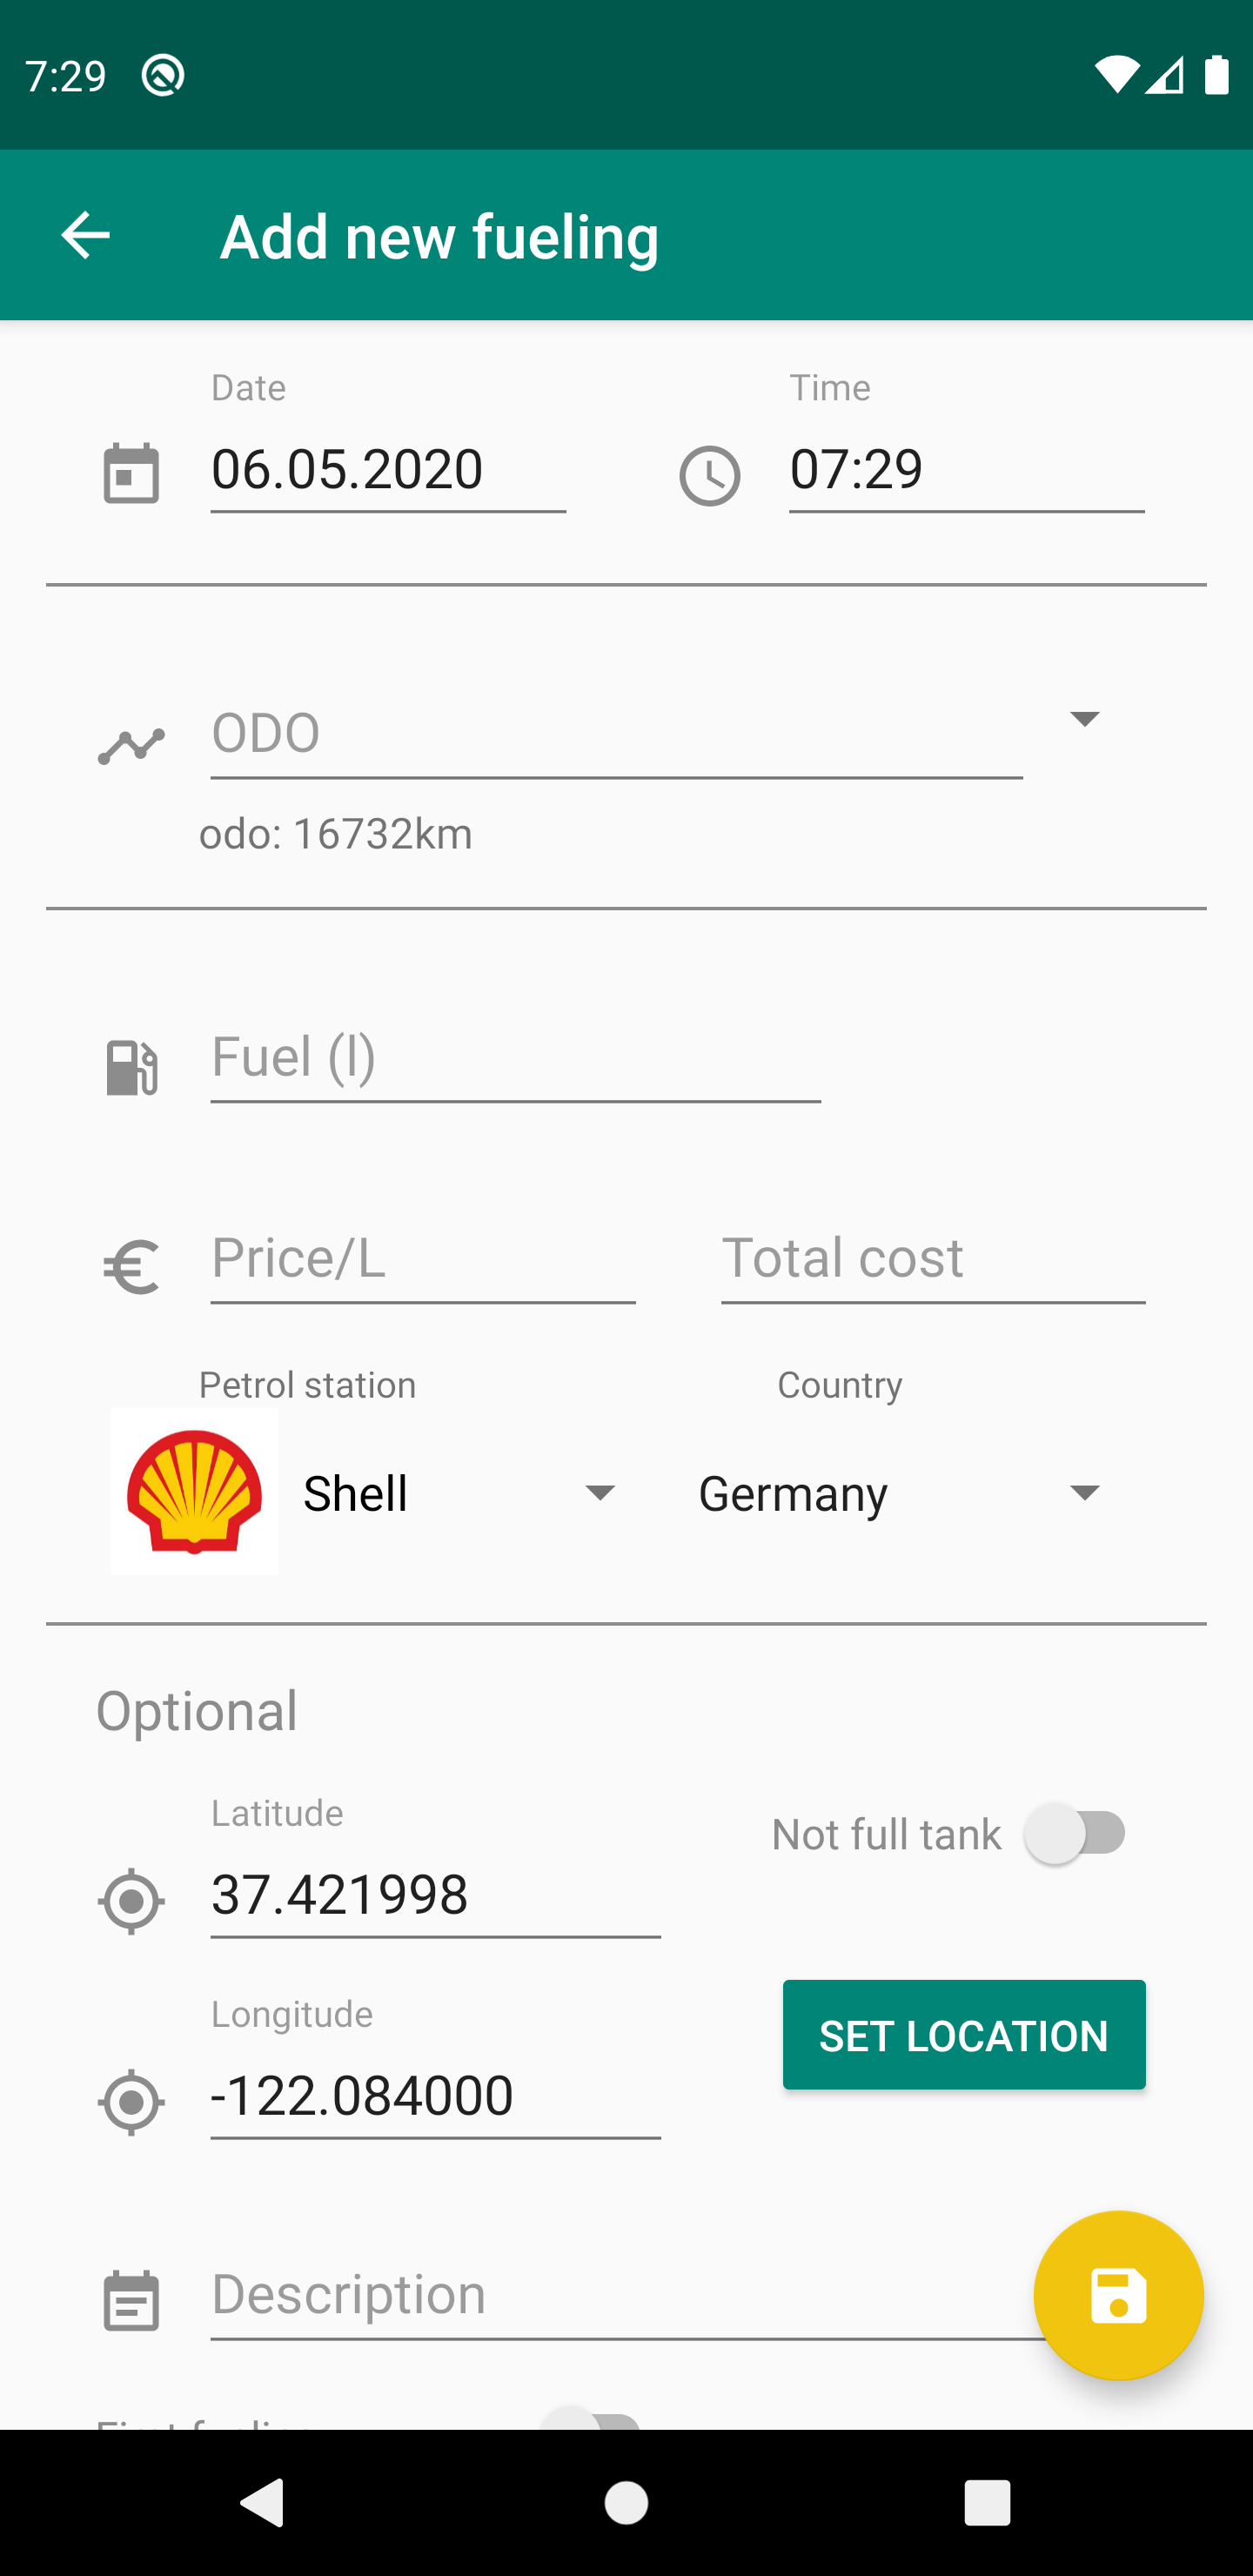 7:29
Add new fueling
Date
Time
06.05.2020
07:29
ODO
odo: 16732km
Fuel (l)
Price/L
Total cost
Petrol station
Country
Shell
Germany
Optional
Latitude
Not full tank
37.421998
Longitude
SET LOCATION
-122.084000
Description